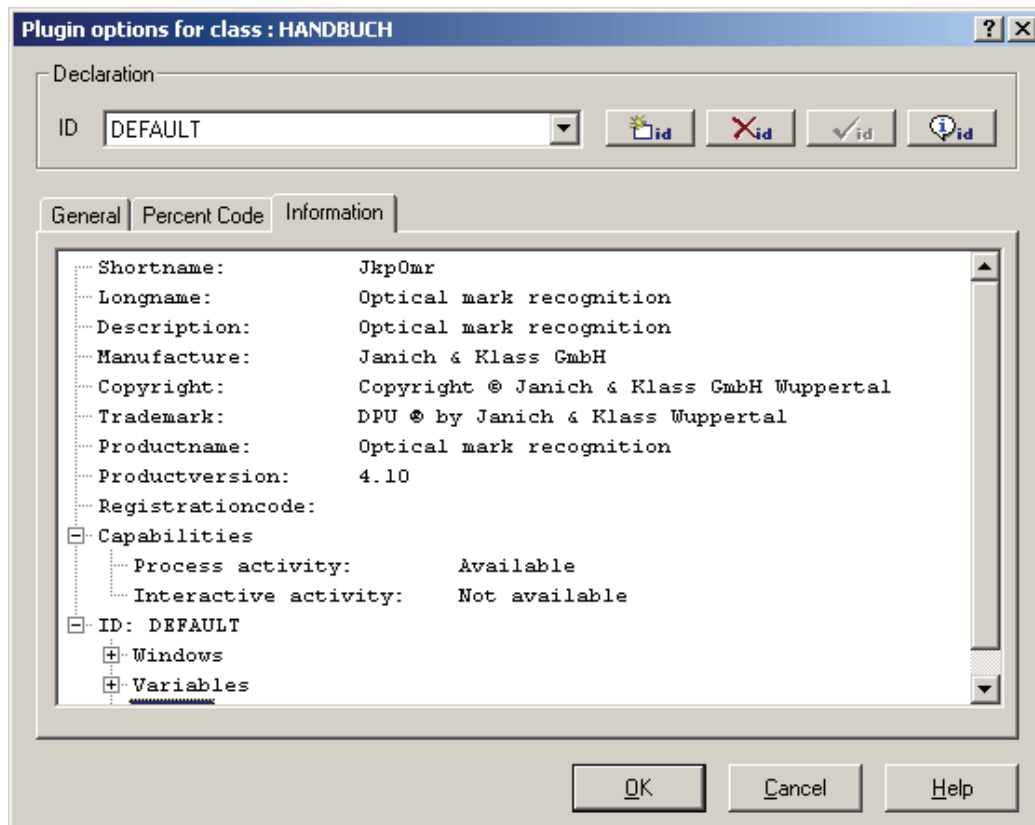 Plugin options for class : HANDBUCH
Declaration
ID DEFAULT id id id id
General Percent Code Information
Shortname: JkpOmr
Longname: Optical mark recognition
Description: Optical mark recognition
Manufacture: Janich & Klass GmbH
Copyright: Copyright © Janich & Klass GmbH Wuppertal
Trademark: DPU ® by Janich & Klass Wuppertal
Productname: Optical mark recognition
Productversion: 4.10
Registrationcode:
Capabilities
Process activity: Available
Interactive activity: Not available
ID: DEFAULT
Windows
Variables
OK Cancel Help